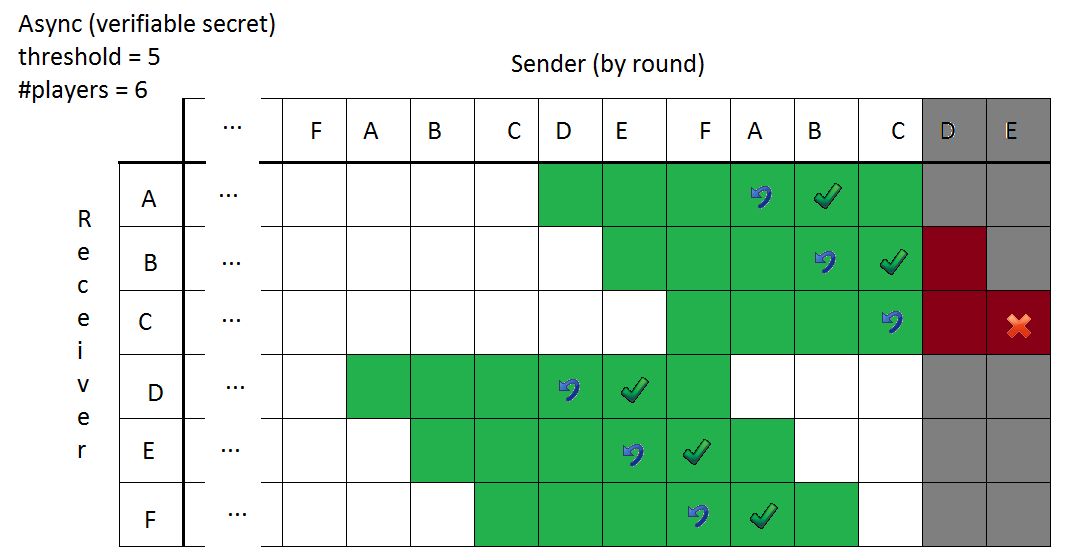 Async (verifiable secret)
threshold = 5
#players = 6
Sender (by round)
... F A B C D E F A B C D E
Receiver
A ...
B ...
C ...
D ...
E ...
F ...